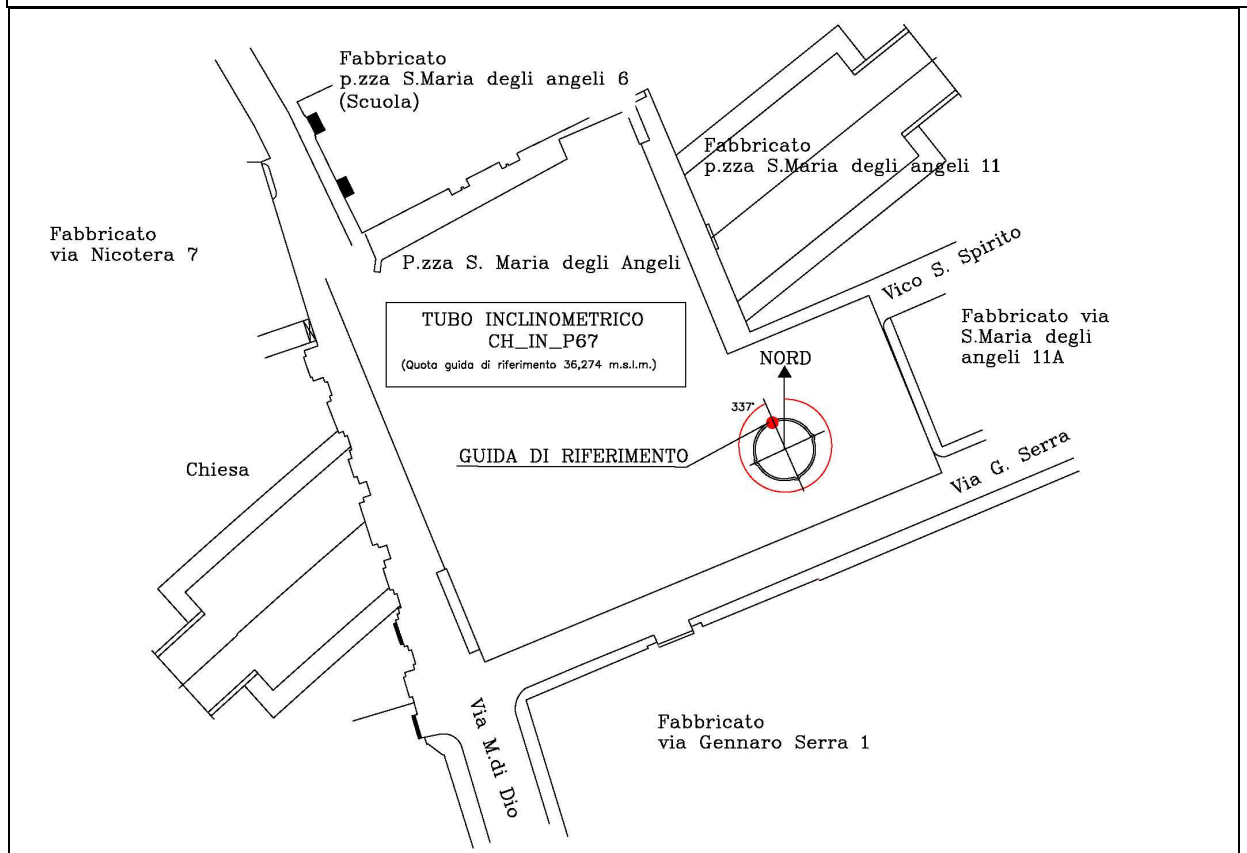 Fabbricato
p.zza S.Maria degli angeli 6
(Scuola)
Fabbricato
p.zza S.Maria degli angeli 11
Fabbricato
via Nicotera 7
P.zza S. Maria degli Angeli
Vico S. Spirito
TUBO INCLINOMETRICO
CH_IN_P67
(Quota guida di riferimento 36,274 m.s.l.m.)
Fabbricato via
S.Maria degli
angeli 11A
NORD
337°
GUIDA DI RIFERIMENTO
Chiesa
Via G. Serra
Via M.di Dio
Fabbricato
via Gennaro Serra 1